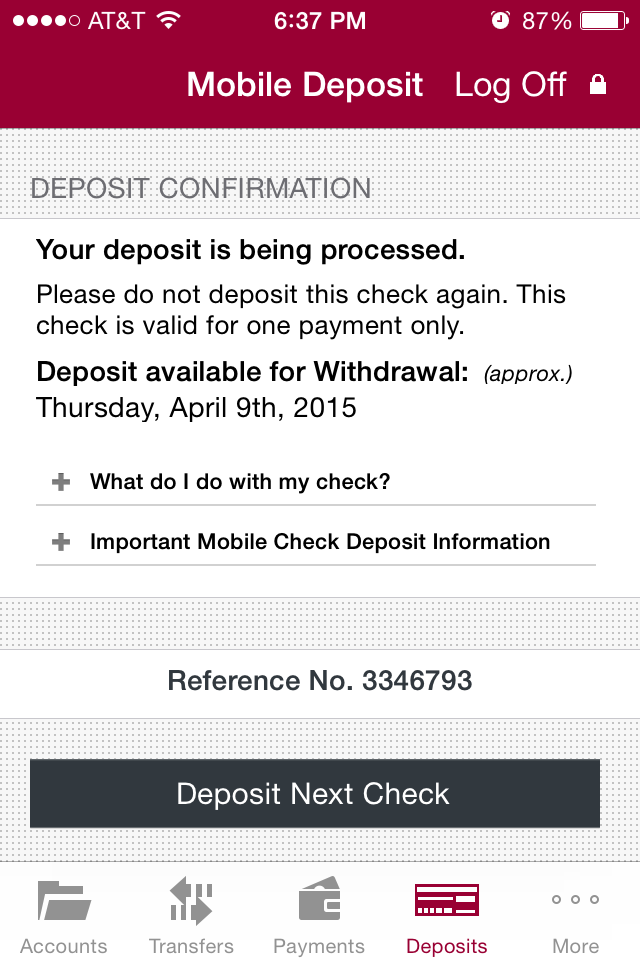 AT&T 6:37 PM 87%
Mobile Deposit Log Off
DEPOSIT CONFIRMATION
Your deposit is being processed.
Please do not deposit this check again. This
check is valid for one payment only.
Deposit available for Withdrawal: (approx.)
Thursday, April 9th, 2015
What do I do with my check?
Important Mobile Check Deposit Information
Reference No. 3346793
Deposit Next Check
Accounts Transfers Payments Deposits More